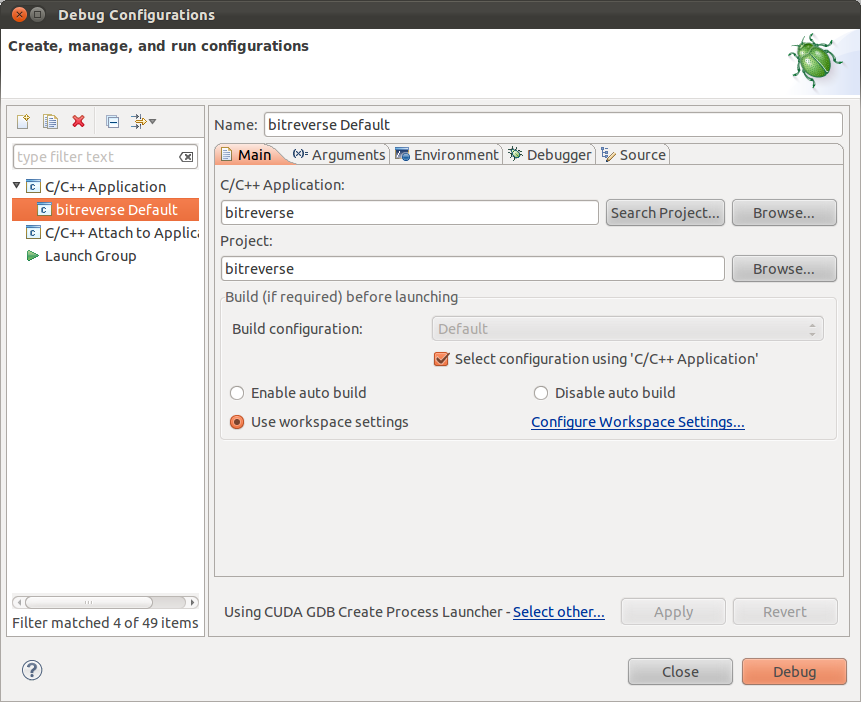 Debug Configurations
Create, manage, and run configurations
type filter text
C/C++ Application
bitreverse Default
C/C++ Attach to Applica
Launch Group
Filter matched 4 of 49 items
Name: bitreverse Default
Main (x)= Arguments Environment Debugger Source
C/C++ Application:
bitreverse Search Project... Browse...
Project:
bitreverse Browse...
Build (if required) before launching
Build configuration: Default
Select configuration using 'C/C++ Application'
Enable auto build Disable auto build
Use workspace settings Configure Workspace Settings...
Using CUDA GDB Create Process Launcher - Select other... Apply Revert
? Close Debug